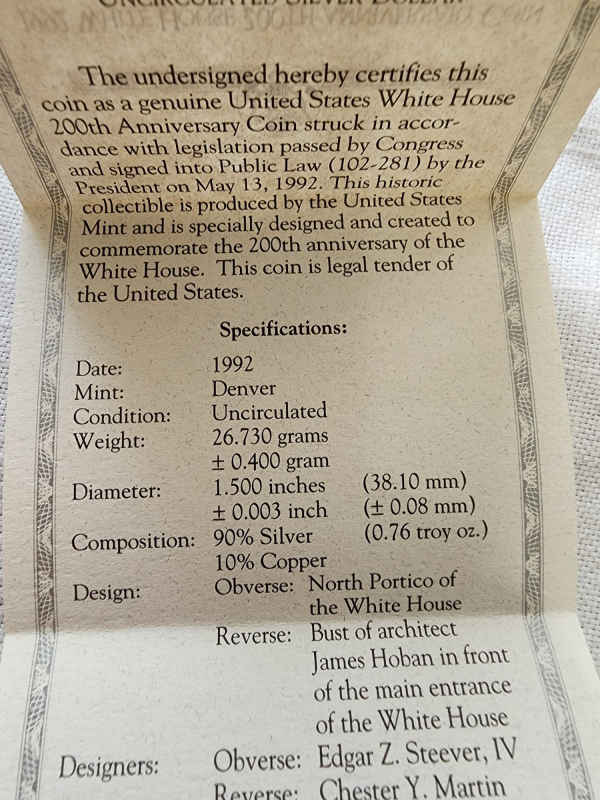 UNCIRCULATED SILVER DOLLAR
The undersigned hereby certifies this
coin as a genuine United States White House
200th Anniversary Coin struck in accor-
dance with legislation passed by Congress
and signed into Public Law (102-281) by the
President on May 13, 1992. This historic
collectible is produced by the United States
Mint and is specially designed and created to
commemorate the 200th anniversary of the
White House. This coin is legal tender of
the United States.
Specifications:
Date: 1992
Mint: Denver
Condition: Uncirculated
Weight: 26.730 grams
± 0.400 gram
Diameter: 1.500 inches (38.10 mm)
± 0.003 inch (± 0.08 mm)
Composition: 90% Silver (0.76 troy oz.)
10% Copper
Design: Obverse: North Portico of
the White House
Reverse: Bust of architect
James Hoban in front
of the main entrance
of the White House
Designers: Obverse: Edgar Z. Steever, IV
Reverse: Chester Y. Martin